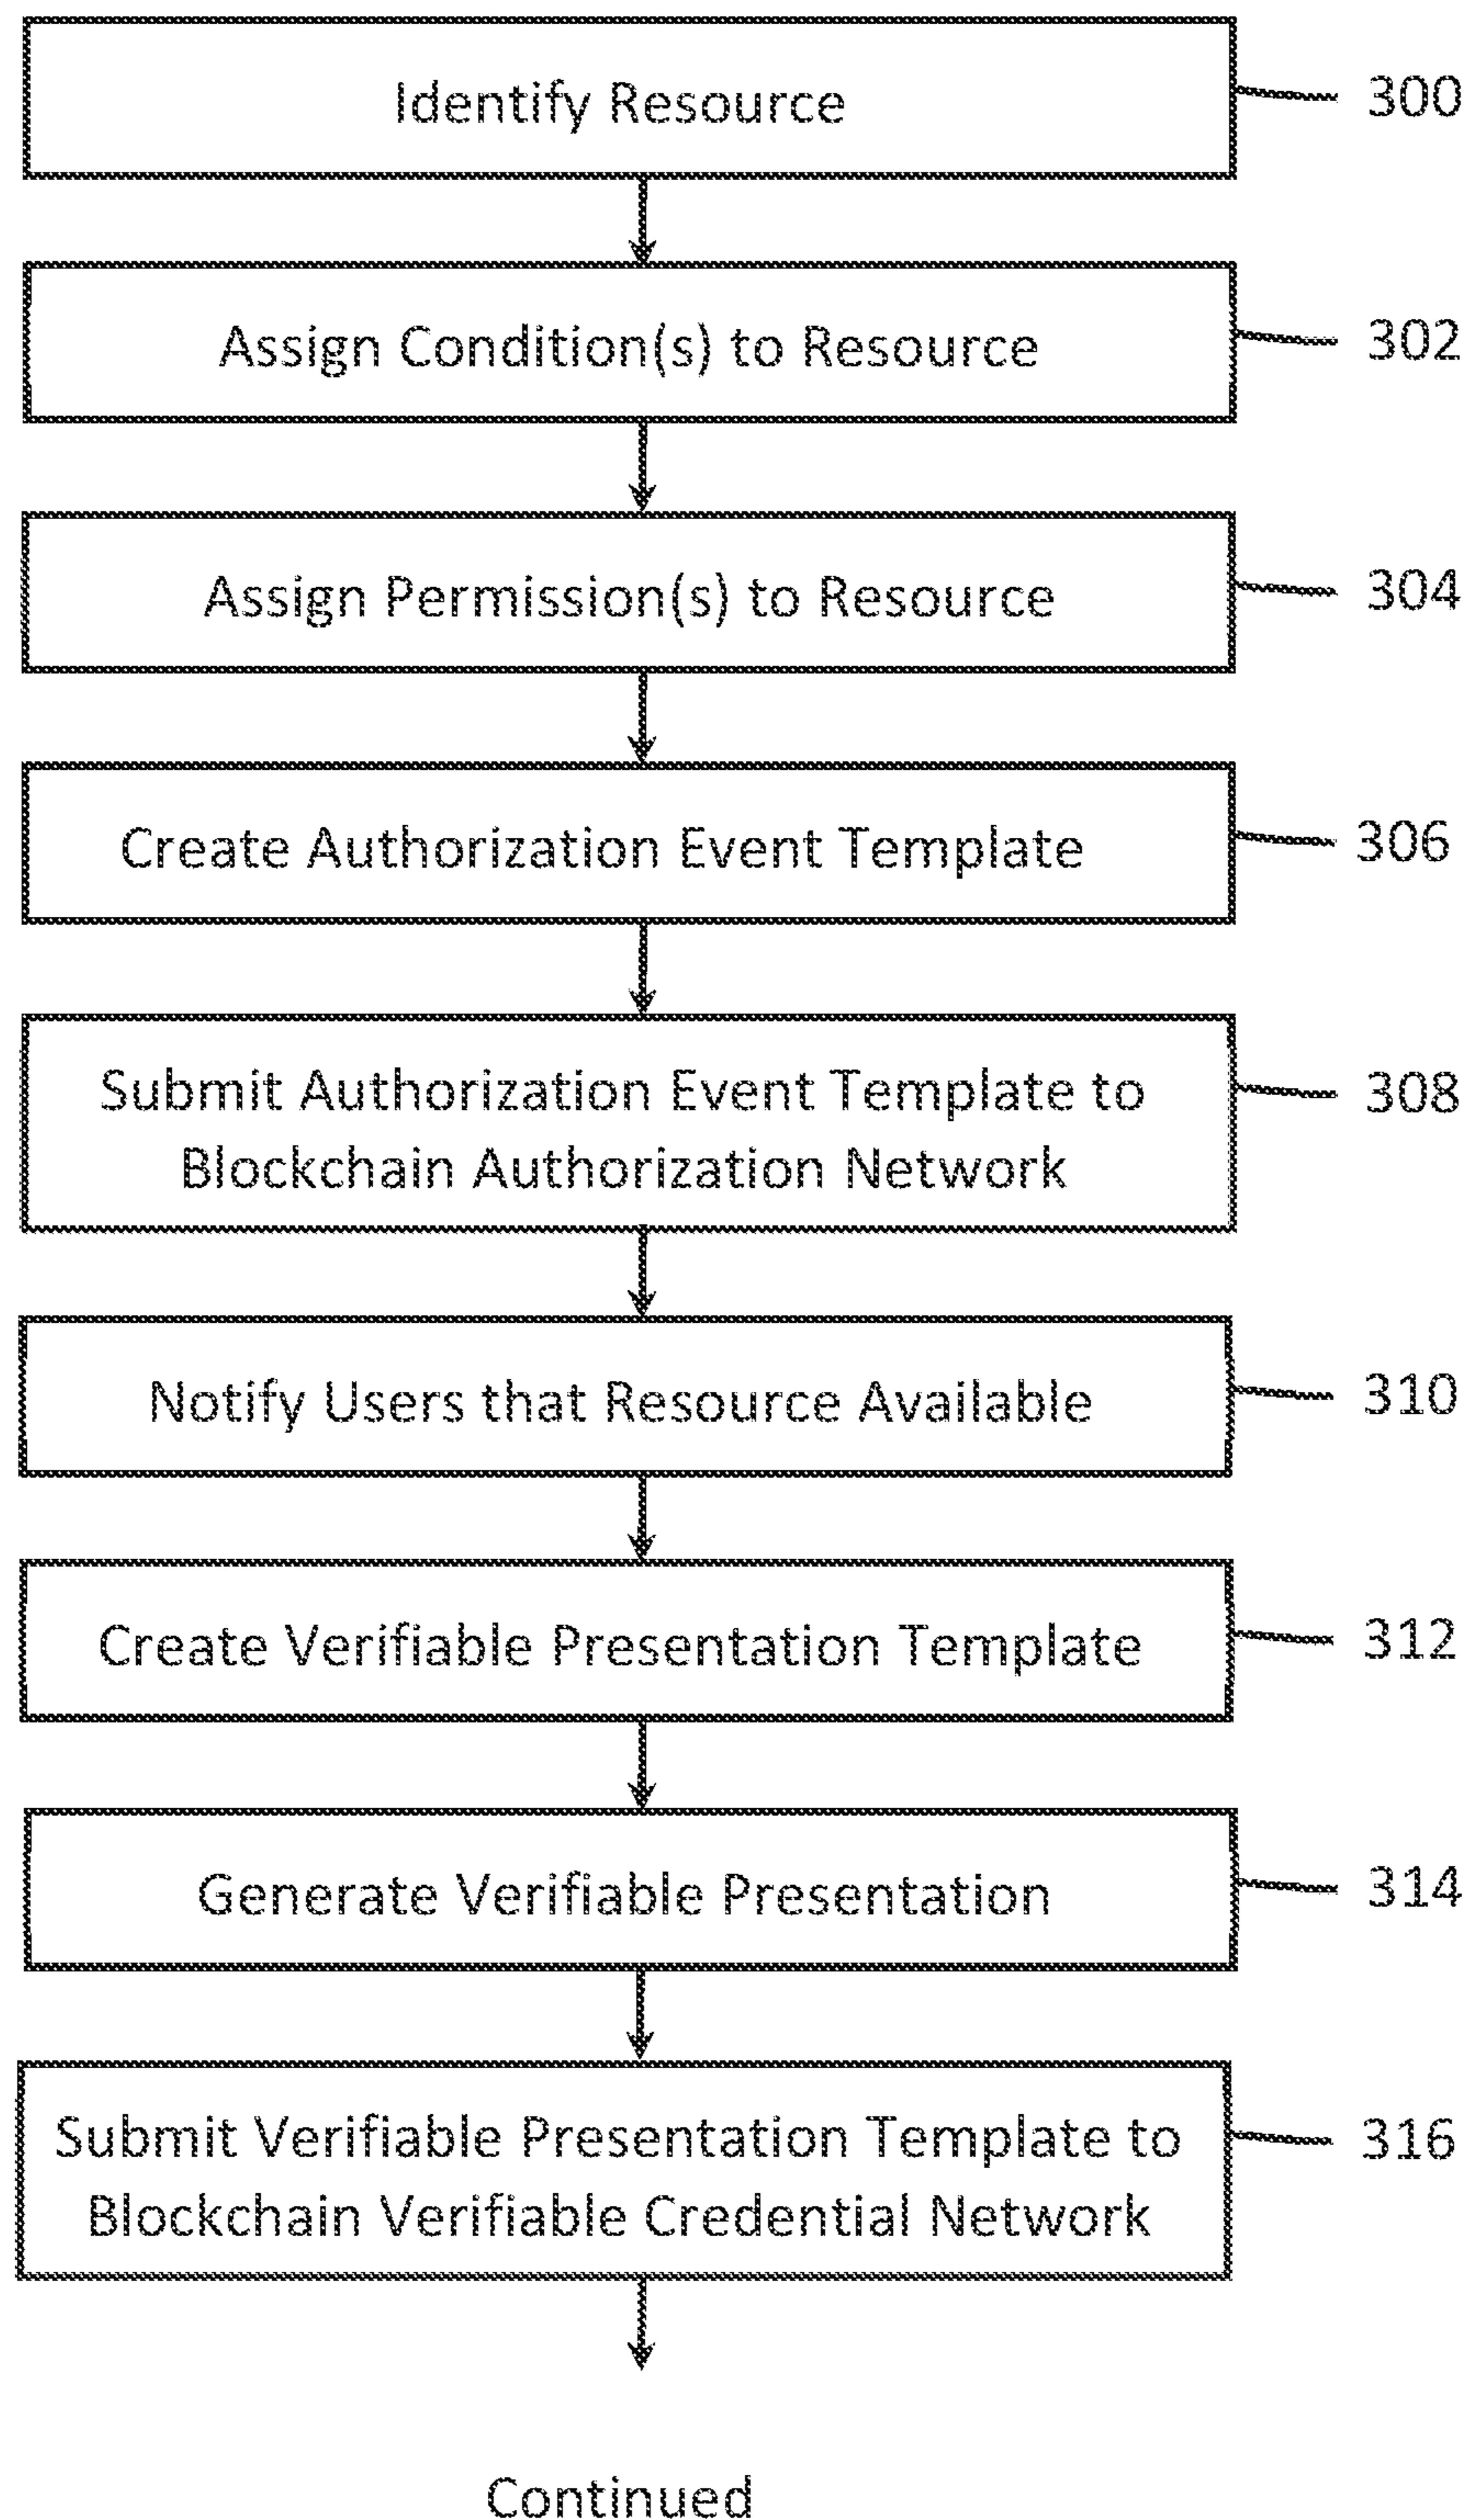 Identify Resource
300
Assign Condition(s) to Resource
302
Assign Permission(s) to Resource
304
Create Authorization Event Template
306
Submit Authorization Event Template to
Blockchain Authorization Network
308
Notify Users that Resource Available
310
Create Verifiable Presentation Template
312
Generate Verifiable Presentation
314
Submit Verifiable Presentation Template to
Blockchain Verifiable Credential Network
316
Continued